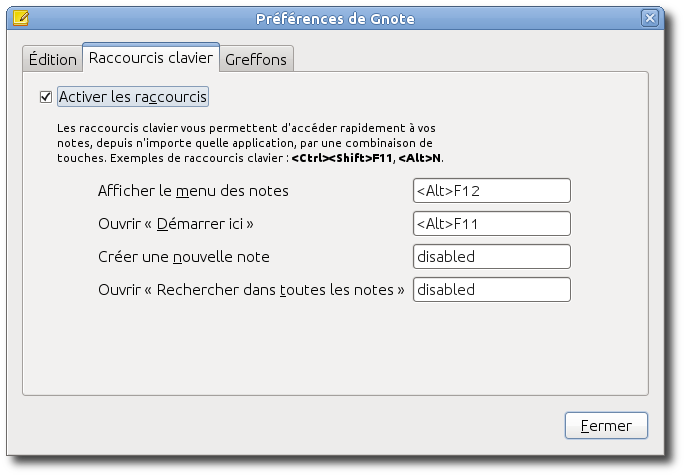 Préférences de Gnote
Édition Raccourcis clavier Greffons
Activer les raccourcis
Les raccourcis clavier vous permettent d'accéder rapidement à vos
notes, depuis n'importe quelle application, par une combinaison de
touches. Exemples de raccourcis clavier : <Ctrl><Shift>F11, <Alt>N.
Afficher le menu des notes <Alt>F12
Ouvrir « Démarrer ici » <Alt>F11
Créer une nouvelle note disabled
Ouvrir « Rechercher dans toutes les notes » disabled
Fermer